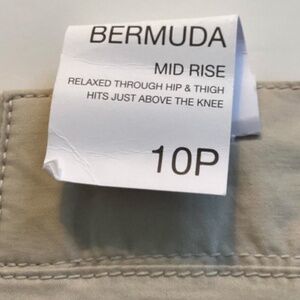 BERMUDA
MID RISE
RELAXED THROUGH HIP & THIGH
HITS JUST ABOVE THE KNEE
10P